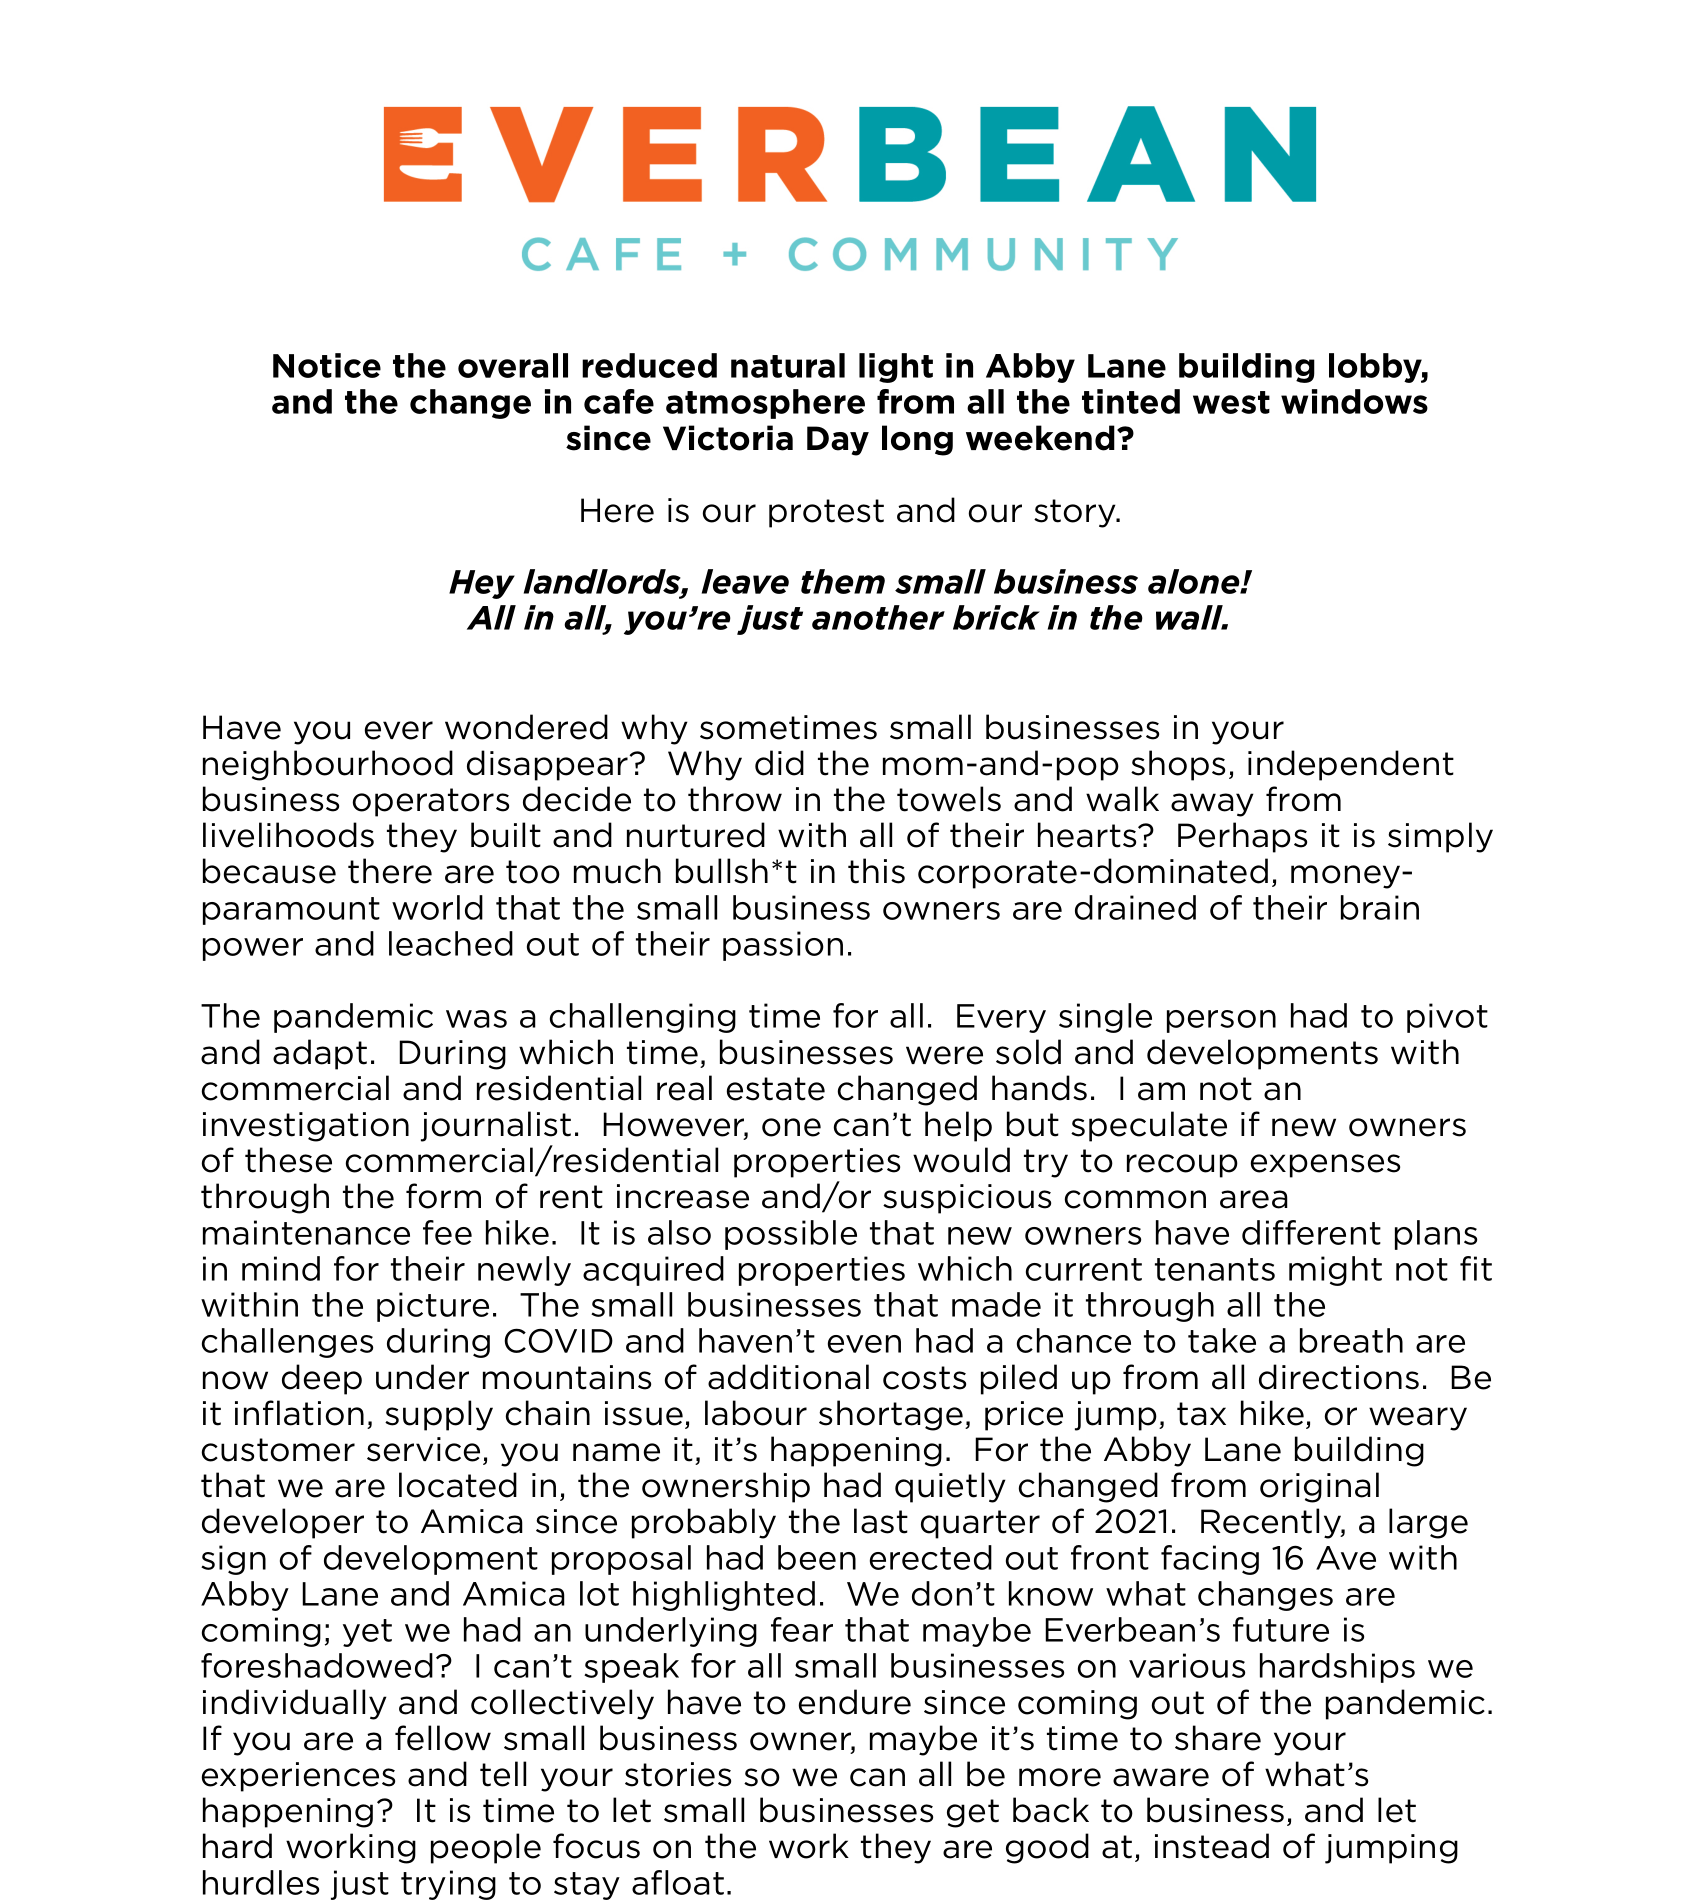 EVERBEAN
CAFE + COMMUNITY
Notice the overall reduced natural light in Abby Lane building lobby,
and the change in cafe atmosphere from all the tinted west windows
since Victoria Day long weekend?
Here is our protest and our story.
Hey landlords, leave them small business alone!
All in all, you’re just another brick in the wall.
Have you ever wondered why sometimes small businesses in your
neighbourhood disappear?  Why did the mom-and-pop shops, independent
business operators decide to throw in the towels and walk away from
livelihoods they built and nurtured with all of their hearts?  Perhaps it is simply
because there are too much bullsh*t in this corporate-dominated, money-
paramount world that the small business owners are drained of their brain
power and leached out of their passion.
The pandemic was a challenging time for all.  Every single person had to pivot
and adapt.  During which time, businesses were sold and developments with
commercial and residential real estate changed hands.  I am not an
investigation journalist.  However, one can’t help but speculate if new owners
of these commercial/residential properties would try to recoup expenses
through the form of rent increase and/or suspicious common area
maintenance fee hike.  It is also possible that new owners have different plans
in mind for their newly acquired properties which current tenants might not fit
within the picture.  The small businesses that made it through all the
challenges during COVID and haven’t even had a chance to take a breath are
now deep under mountains of additional costs piled up from all directions.  Be
it inflation, supply chain issue, labour shortage, price jump, tax hike, or weary
customer service, you name it, it’s happening.  For the Abby Lane building
that we are located in, the ownership had quietly changed from original
developer to Amica since probably the last quarter of 2021.  Recently, a large
sign of development proposal had been erected out front facing 16 Ave with
Abby Lane and Amica lot highlighted.  We don’t know what changes are
coming; yet we had an underlying fear that maybe Everbean’s future is
foreshadowed?  I can’t speak for all small businesses on various hardships we
individually and collectively have to endure since coming out of the pandemic.
If you are a fellow small business owner, maybe it’s time to share your
experiences and tell your stories so we can all be more aware of what’s
happening?  It is time to let small businesses get back to business, and let
hard working people focus on the work they are good at, instead of jumping
hurdles just trying to stay afloat.